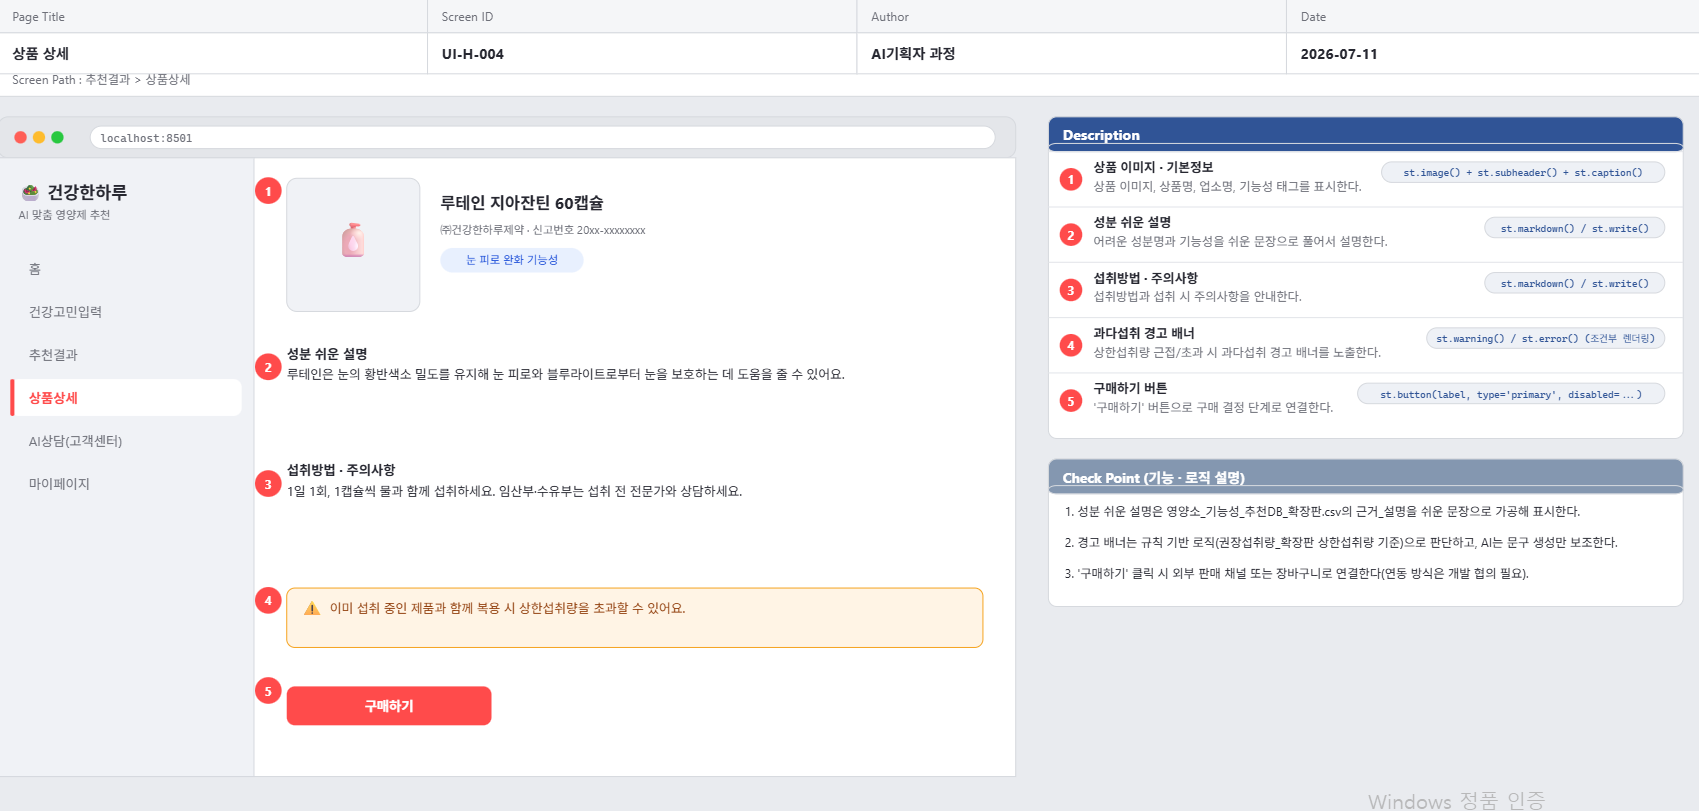 Page Title
Screen ID
Author
Date
상품 상세
UI-H-004
AI기획자 과정
2026-07-11
Screen Path : 추천결과 > 상품상세
localhost:8501
건강한하루
AI 맞춤 영양제 추천
홈
건강고민입력
추천결과
상품상세
AI상담(고객센터)
마이페이지
1
루테인 지아잔틴 60캡슐
㈜건강한하루제약 · 신고번호 20xx-xxxxxxxx
눈 피로 완화 기능성
2
성분 쉬운 설명
루테인은 눈의 황반색소 밀도를 유지해 눈 피로와 블루라이트로부터 눈을 보호하는 데 도움을 줄 수 있어요.
3
섭취방법 · 주의사항
1일 1회, 1캡슐씩 물과 함께 섭취하세요. 임산부·수유부는 섭취 전 전문가와 상담하세요.
4
이미 섭취 중인 제품과 함께 복용 시 상한섭취량을 초과할 수 있어요.
5
구매하기
Description
1
상품 이미지 · 기본정보
st.image() + st.subheader() + st.caption()
상품 이미지, 상품명, 업소명, 기능성 태그를 표시한다.
2
성분 쉬운 설명
st.markdown() / st.write()
어려운 성분명과 기능성을 쉬운 문장으로 풀어서 설명한다.
3
섭취방법 · 주의사항
st.markdown() / st.write()
섭취방법과 섭취 시 주의사항을 안내한다.
4
과다섭취 경고 배너
st.warning() / st.error() (조건부 렌더링)
상한섭취량 근접/초과 시 과다섭취 경고 배너를 노출한다.
5
구매하기 버튼
st.button(label, type='primary', disabled=...)
'구매하기' 버튼으로 구매 결정 단계로 연결한다.
Check Point (기능 · 로직 설명)
1. 성분 쉬운 설명은 영양소_기능성_추천DB_확장판.csv의 근거_설명을 쉬운 문장으로 가공해 표시한다.
2. 경고 배너는 규칙 기반 로직(권장섭취량_확장판 상한섭취량 기준)으로 판단하고, AI는 문구 생성만 보조한다.
3. '구매하기' 클릭 시 외부 판매 채널 또는 장바구니로 연결한다(연동 방식은 개발 협의 필요).
Windows 정품 인증